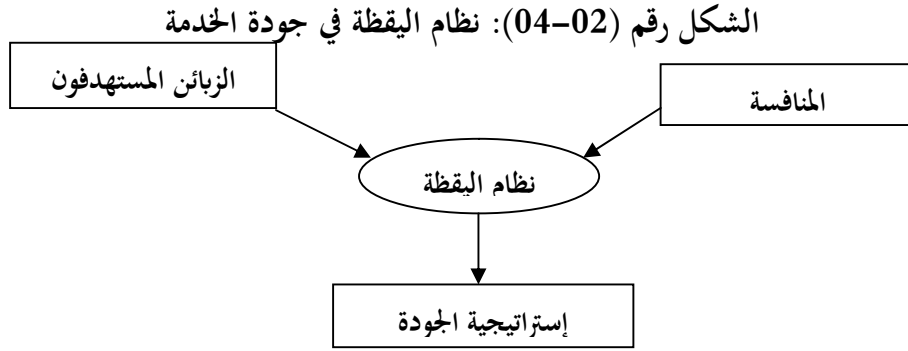 الشكل رقم (02-04): نظام اليقظة في جودة الخدمة
الزبائن المستهدفون
المنافسة
نظام اليقظة
إستراتيجية الجودة